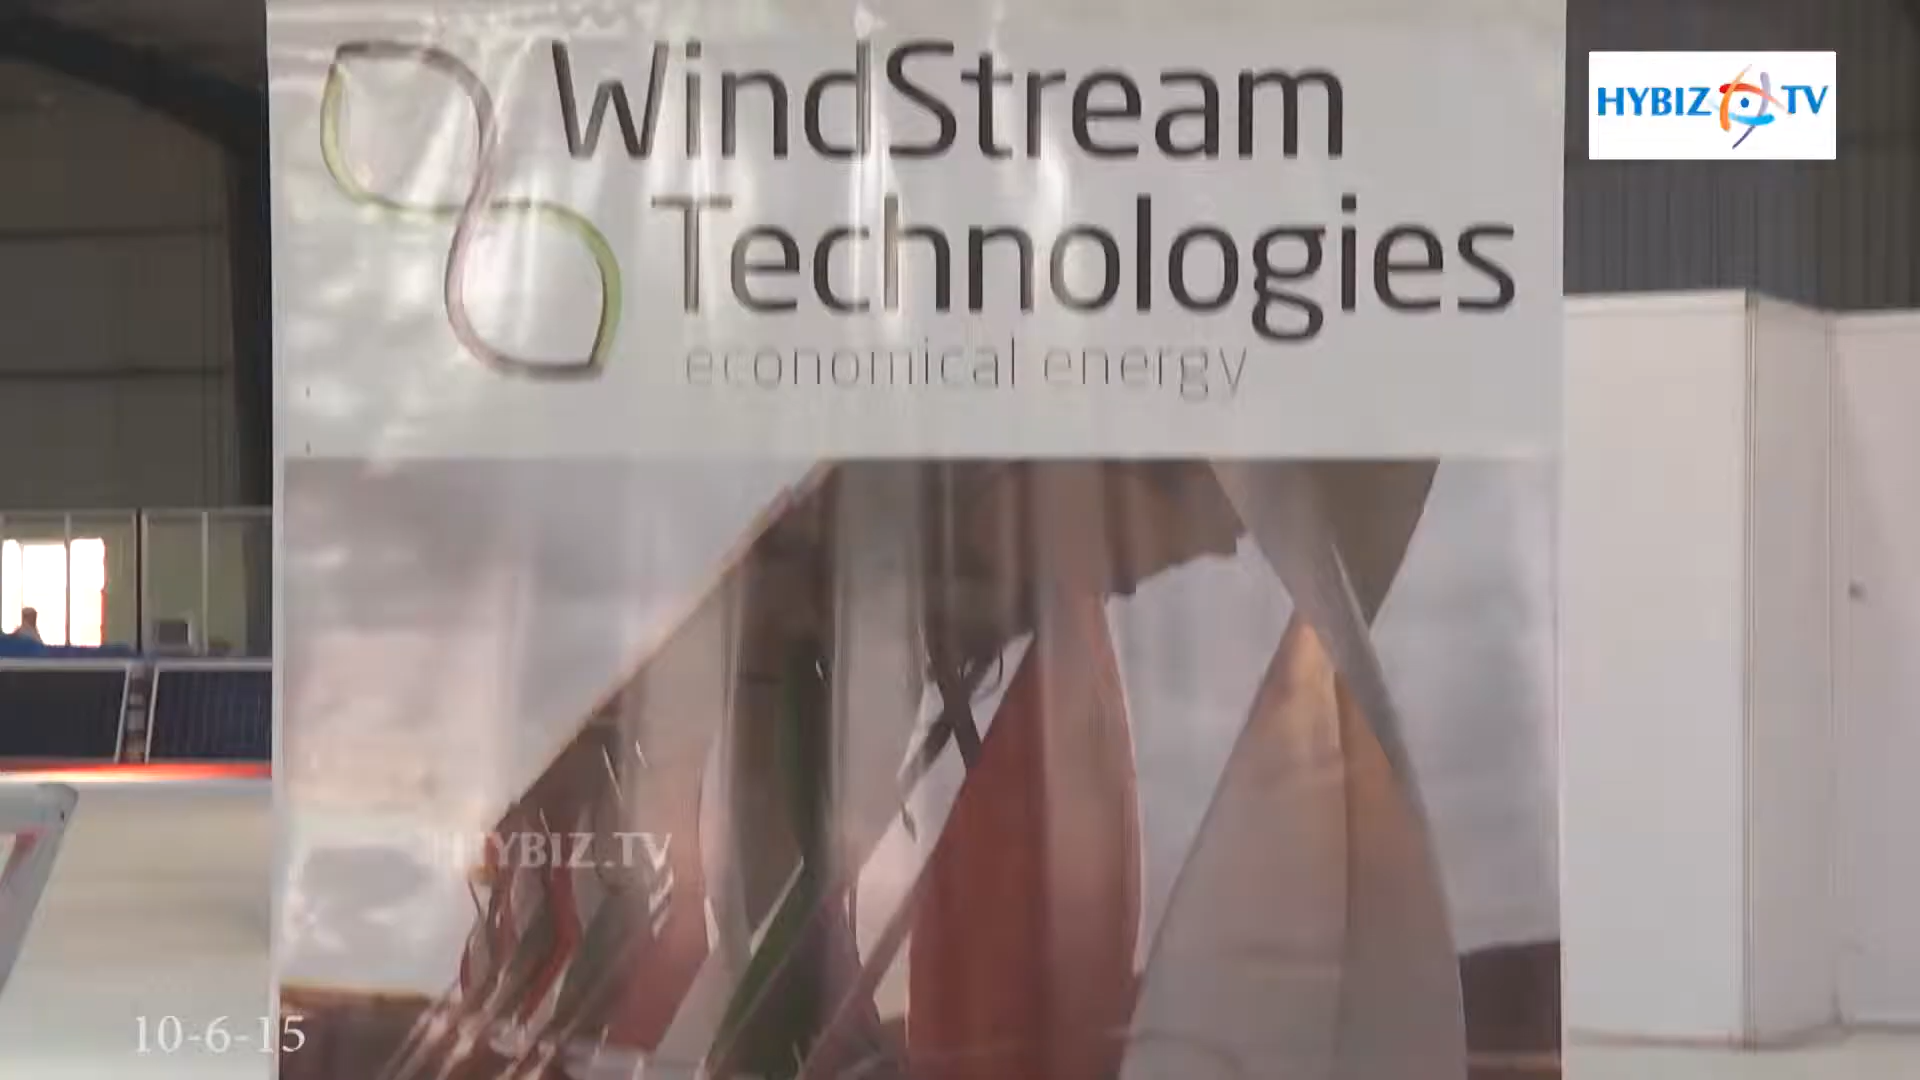 WindStream
Technologies
economical energy
HYBIZ TV
HYBIZ.TV
10-6-15